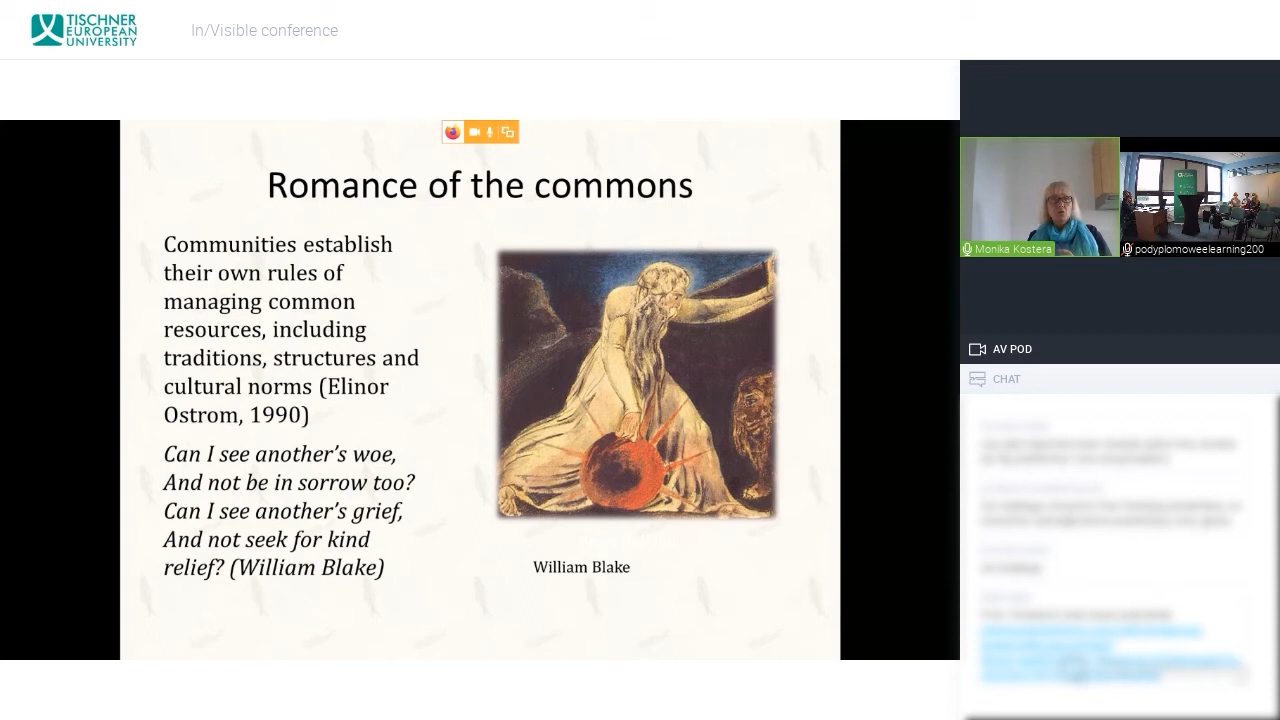 TISCHNER
EUROPEAN
UNIVERSITY
In/Visible conference
Romance of the commons
Communities establish
their own rules of
managing common
resources, including
traditions, structures and
cultural norms (Elinor
Ostrom, 1990)
Can I see another's woe,
And not be in sorrow too?
Can I see another's grief,
And not seek for kind
relief? (William Blake)
William Blake
Monika Kostera
podyplomoweelearning200
AV POD
CHAT